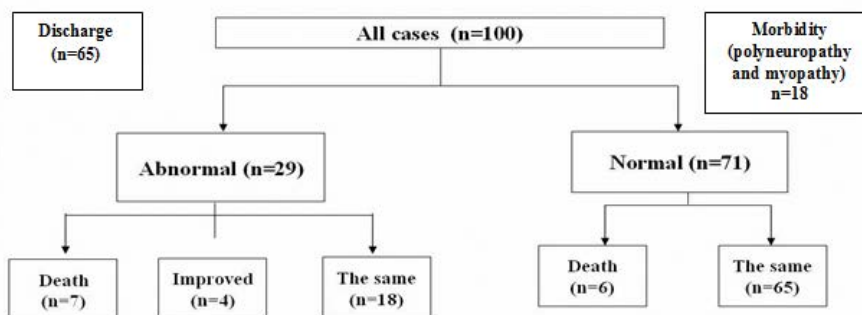 Discharge
(n=65)
All cases (n=100)
Morbidity
(polyneuropathy
and myopathy)
n=18
Abnormal (n=29)
Normal (n=71)
Death
(n=7)
Improved
(n=4)
The same
(n=18)
Death
(n=6)
The same
(n=65)